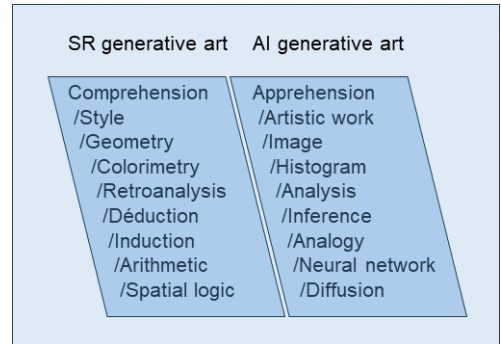 SR generative art
AI generative art
Comprehension
/Style
/Geometry
/Colorimetry
/Retroanalysis
/Déduction
/Induction
/Arithmetic
/Spatial logic
Apprehension
/Artistic work
/Image
/Histogram
/Analysis
/Inference
/Analogy
/Neural network
/Diffusion